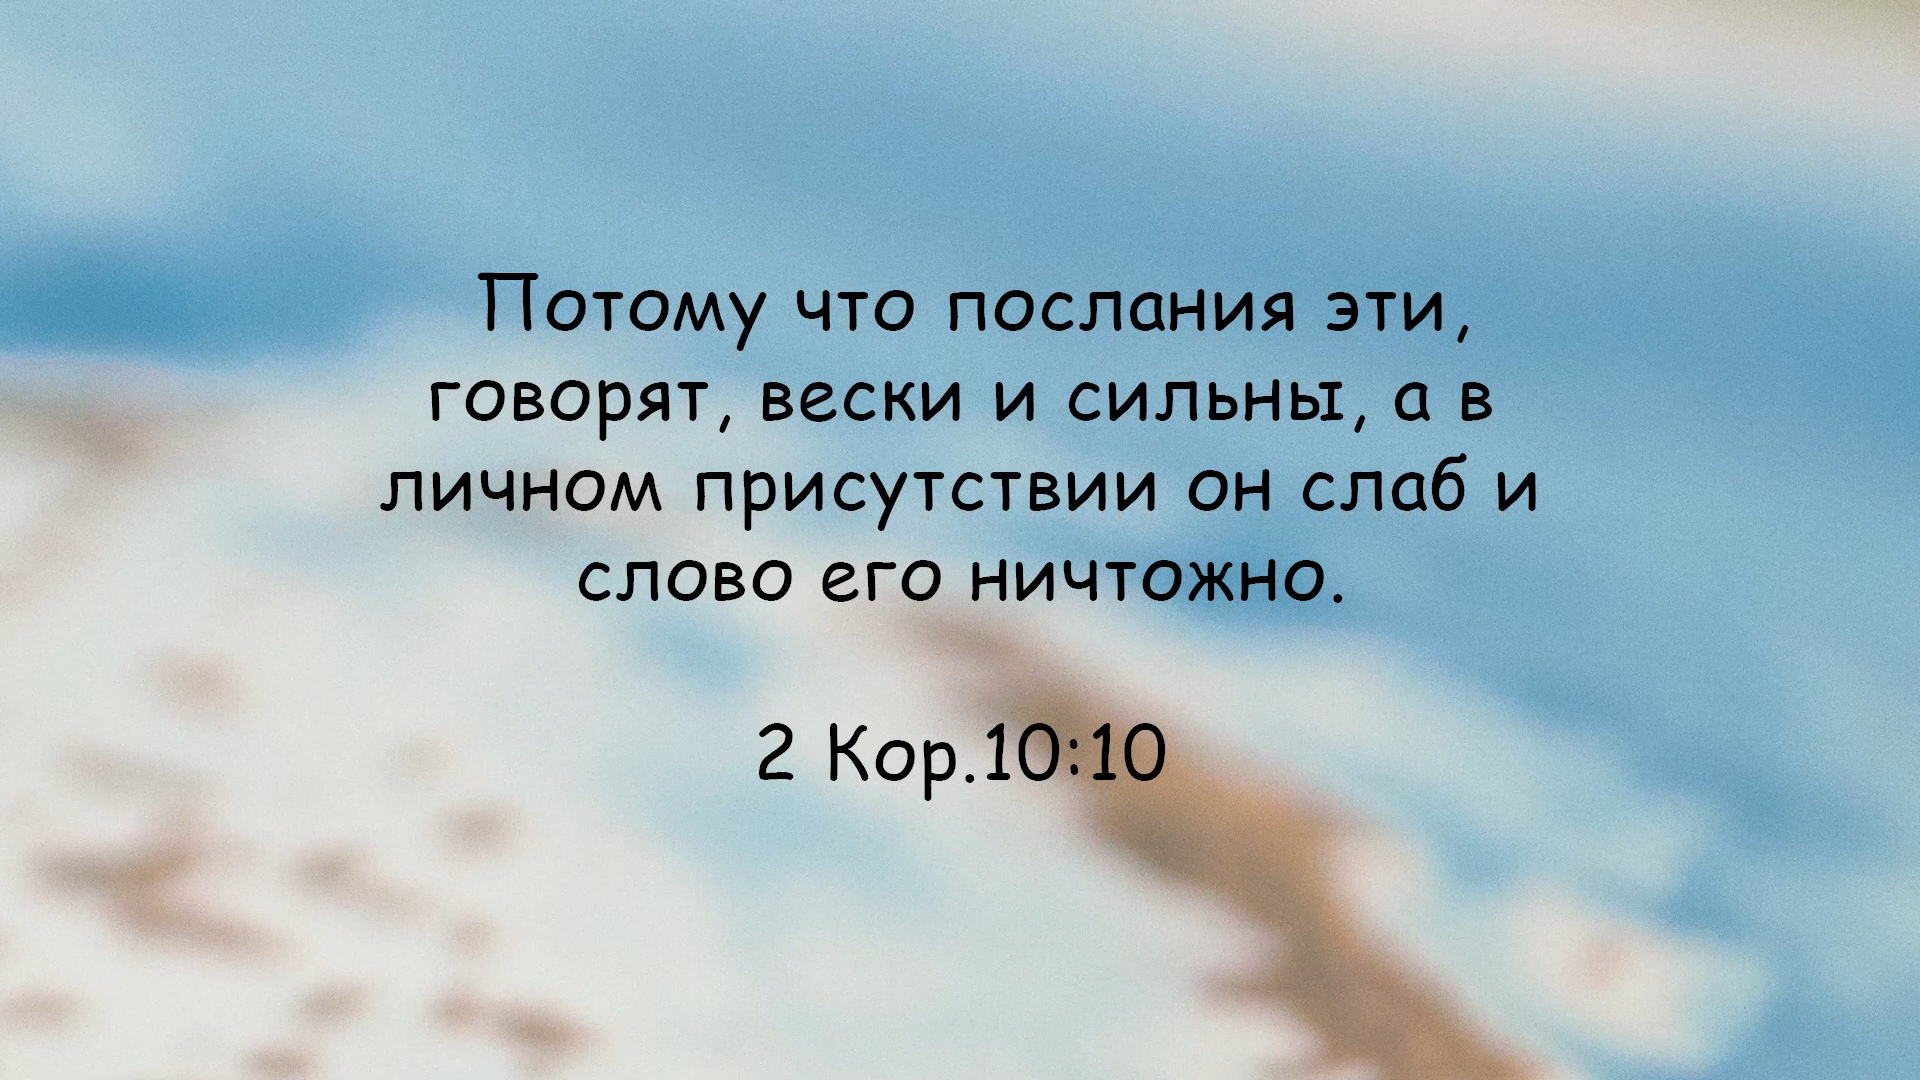 Потому что послания эти,
говорят, вески и сильны, а в
личном присутствии он слаб и
слово его ничтожно.
2 Кор.10:10